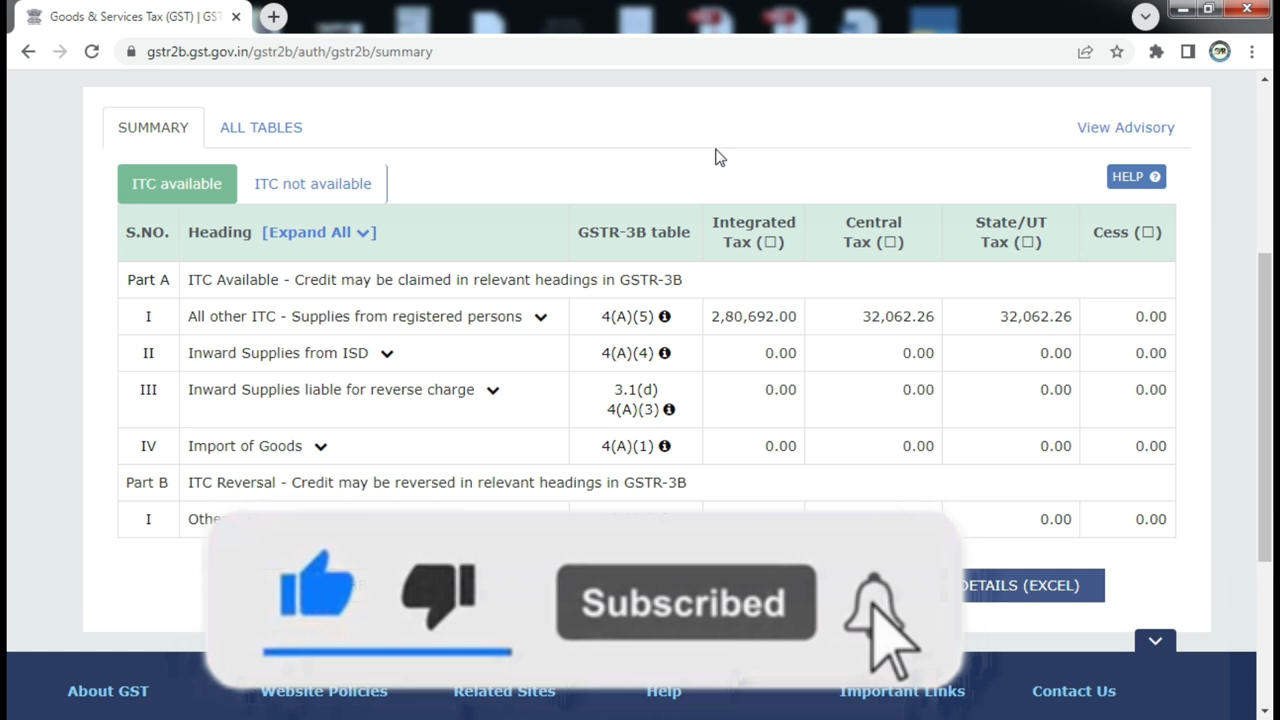 Goods & Services Tax (GST) | GST
gstr2b.gst.gov.in/gstr2b/auth/gstr2b/summary
SUMMARY ALL TABLES View Advisory
ITC available ITC not available HELP
S.NO. Heading [Expand All] GSTR-3B table Integrated Tax (☐) Central Tax (☐) State/UT Tax (☐) Cess (☐)
Part A ITC Available - Credit may be claimed in relevant headings in GSTR-3B
I All other ITC - Supplies from registered persons 4(A)(5) 2,80,692.00 32,062.26 32,062.26 0.00
II Inward Supplies from ISD 4(A)(4) 0.00 0.00 0.00 0.00
III Inward Supplies liable for reverse charge 3.1(d) 4(A)(3) 0.00 0.00 0.00 0.00
IV Import of Goods 4(A)(1) 0.00 0.00 0.00 0.00
Part B ITC Reversal - Credit may be reversed in relevant headings in GSTR-3B
I 0.00 0.00
DETAILS (EXCEL)
Subscribed
About GST Website Policies Related Sites Help Important Links Contact Us